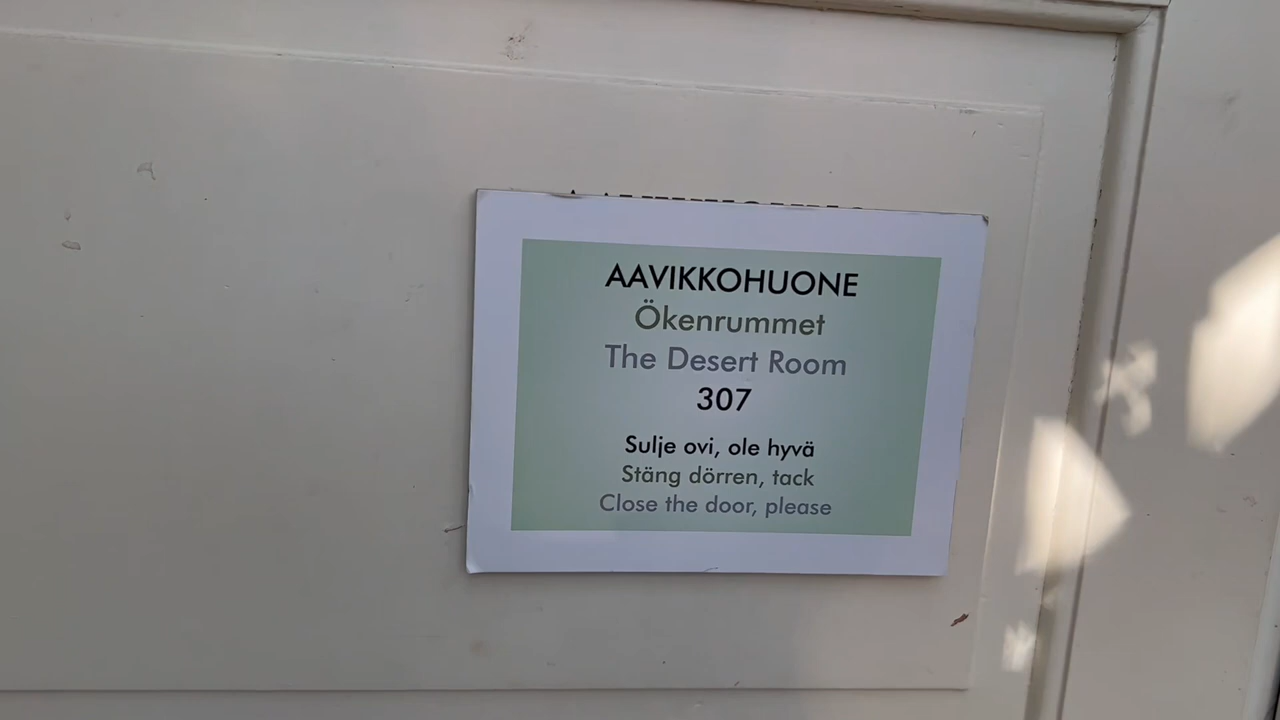 AAVIKKOHUONE
Ökenrummet
The Desert Room
307
Sulje ovi, ole hyvä
Stäng dörren, tack
Close the door, please